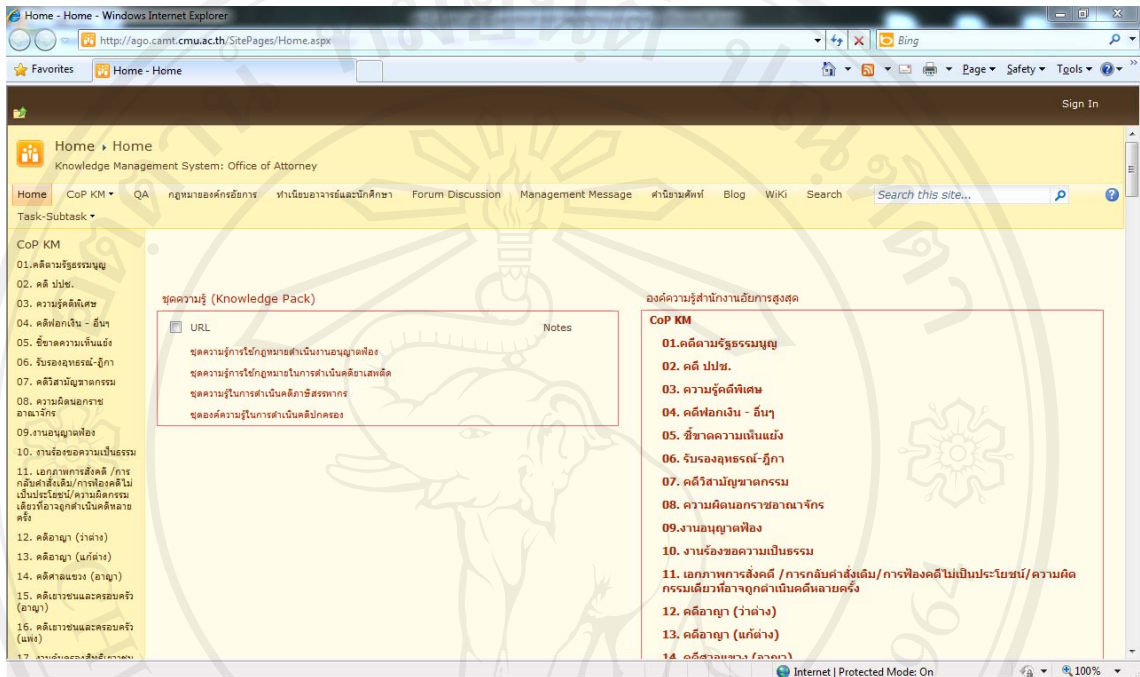 Home - Home - Windows Internet Explorer
http://ago.camt.cmu.ac.th/SitePages/Home.aspx
Bing
Favorites
Home - Home
Page
Safety
Tools
Sign In
Home Home
Knowledge Management System: Office of Attorney
Home CoP KM QA กฎหมายองค์กรอัยการ ทำเนียบอาจารย์และนักศึกษา Forum Discussion Management Message คำนิยามศัพท์ Blog WiKi Search Search this site...
Task-Subtask
CoP KM
01.คดีตามรัฐธรรมนูญ
02. คดี ปปช.
03. ความรู้คดีพิเศษ
04. คดีฟอกเงิน - อื่นๆ
05. ชี้ขาดความเห็นแย้ง
06. รับรองอุทธรณ์-ฎีกา
07. คดีวิสามัญฆาตกรรม
08. ความผิดนอกราช
อาณาจักร
09.งานอนุญาตฟ้อง
10. งานร้องขอความเป็นธรรม
11. เอกภาพการสั่งคดี /การ
กลับคำสั่งเดิม/การฟ้องคดีไม่
เป็นประโยชน์/ความผิดกรรม
เดียวที่อาจถูกดำเนินคดีหลาย
ครั้ง
12. คดีอาญา (ว่าต่าง)
13. คดีอาญา (แก้ต่าง)
14. คดีศาลแขวง (อาญา)
15. คดีเยาวชนและครอบครัว
(อาญา)
16. คดีเยาวชนและครอบครัว
(แพ่ง)
ชุดความรู้ (Knowledge Pack)
URL Notes
ชุดความรู้การใช้กฎหมายดำเนินงานอนุญาตฟ้อง
ชุดความรู้การใช้กฎหมายในการดำเนินคดียาเสพติด
ชุดความรู้ในการดำเนินคดีภาษีสรรพากร
ชุดองค์ความรู้ในการดำเนินคดีปกครอง
องค์ความรู้สำนักงานอัยการสูงสุด
CoP KM
01.คดีตามรัฐธรรมนูญ
02. คดี ปปช.
03. ความรู้คดีพิเศษ
04. คดีฟอกเงิน - อื่นๆ
05. ชี้ขาดความเห็นแย้ง
06. รับรองอุทธรณ์-ฎีกา
07. คดีวิสามัญฆาตกรรม
08. ความผิดนอกราชอาณาจักร
09.งานอนุญาตฟ้อง
10. งานร้องขอความเป็นธรรม
11. เอกภาพการสั่งคดี /การกลับคำสั่งเดิม/การฟ้องคดีไม่เป็นประโยชน์/ความผิด
กรรมเดียวที่อาจถูกดำเนินคดีหลายครั้ง
12. คดีอาญา (ว่าต่าง)
13. คดีอาญา (แก้ต่าง)
14. คดีศาลแขวง (อาญา)
Internet | Protected Mode: On
100%